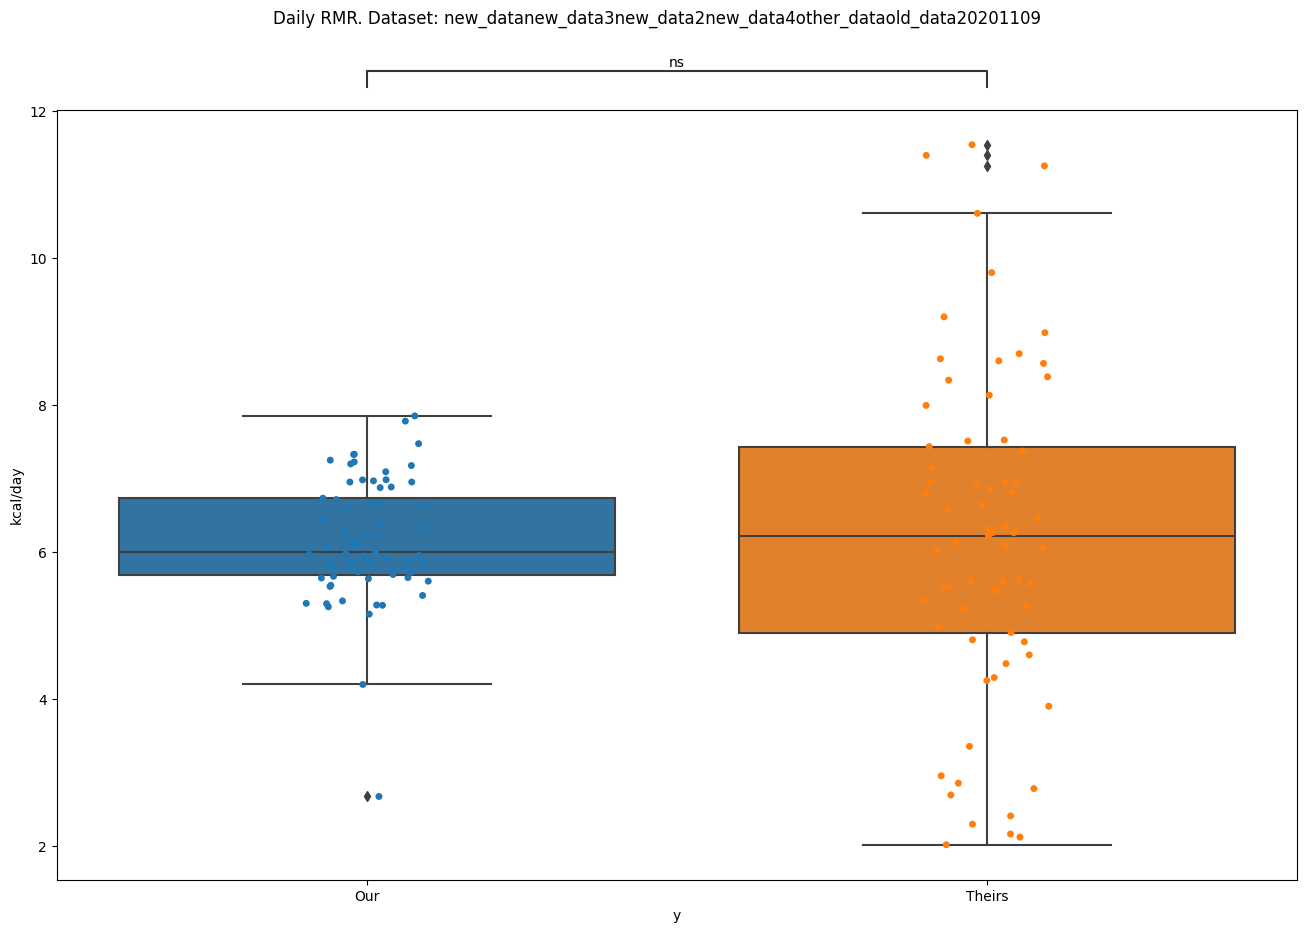 Daily RMR. Dataset: new_datanew_data3new_data2new_data4other_dataold_data20201109
ns
12
10
8
6
4
2
kcal/day
Our
Theirs
y